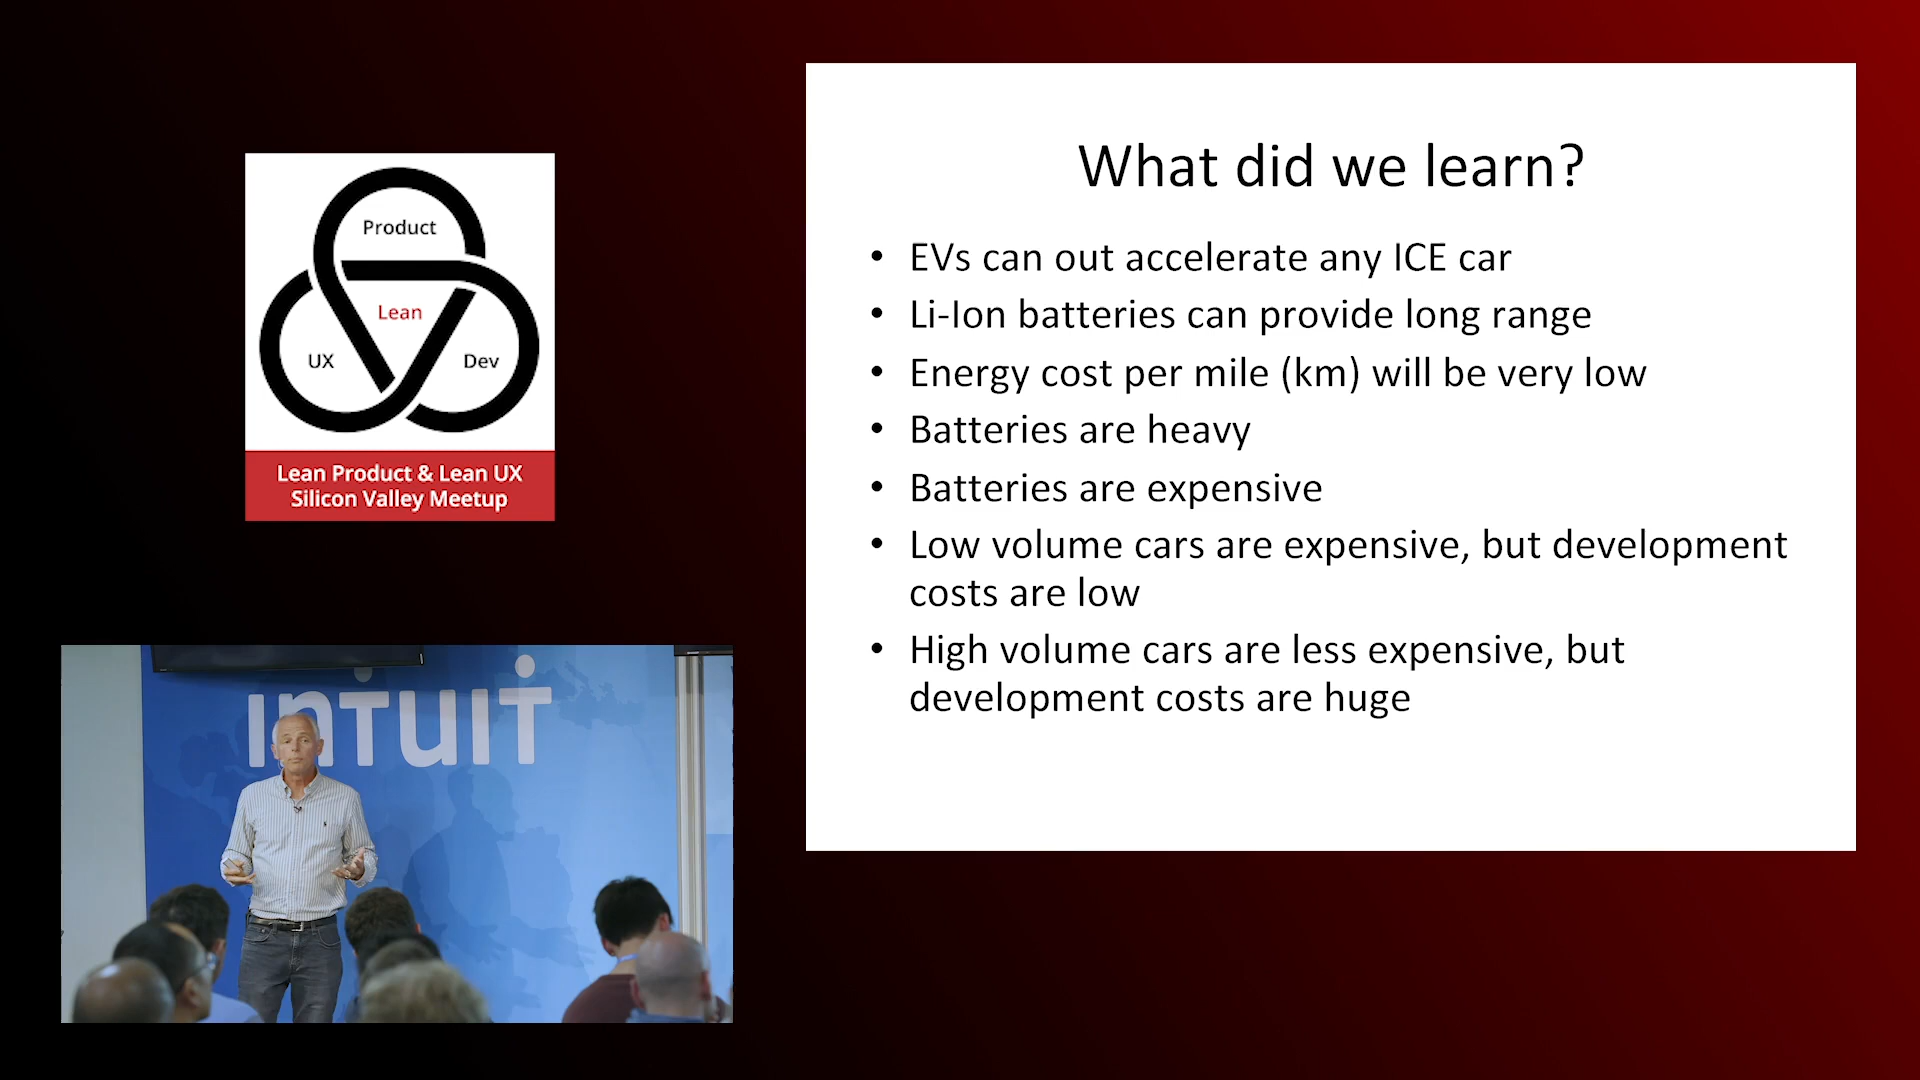 What did we learn?
• EVs can out accelerate any ICE car
• Li-Ion batteries can provide long range
• Energy cost per mile (km) will be very low
• Batteries are heavy
• Batteries are expensive
• Low volume cars are expensive, but development
costs are low
• High volume cars are less expensive, but
development costs are huge
Product
Lean
UX
Dev
Lean Product & Lean UX
Silicon Valley Meetup
intuit